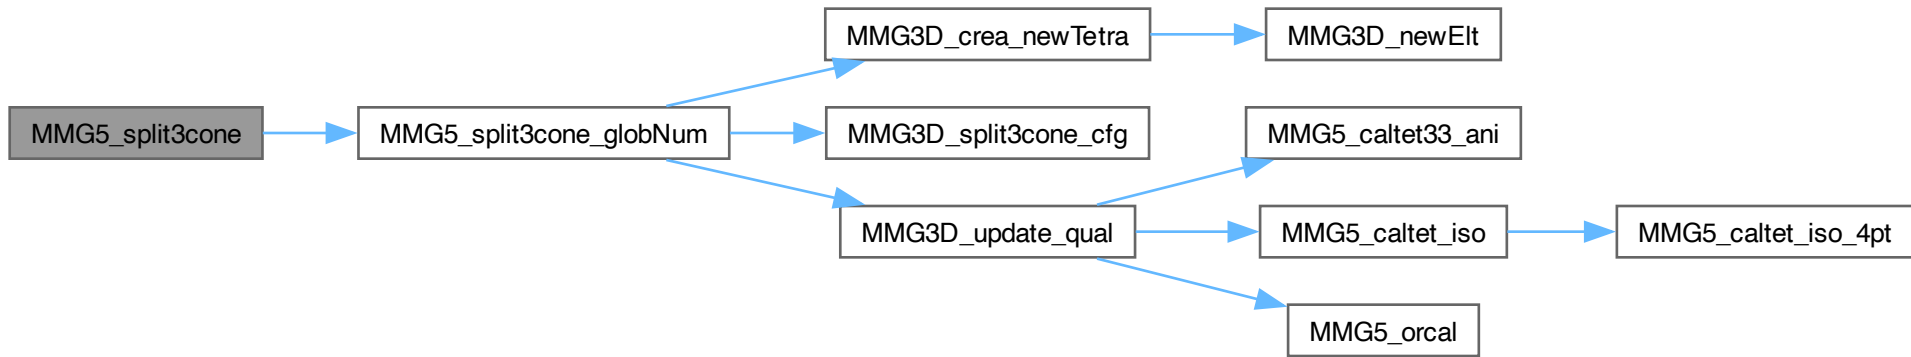 MMG5_split3cone
MMG5_split3cone_globNum
MMG3D_crea_newTetra
MMG3D_newElt
MMG3D_split3cone_cfg
MMG3D_update_qual
MMG5_caltet33_ani
MMG5_caltet_iso
MMG5_caltet_iso_4pt
MMG5_orcal